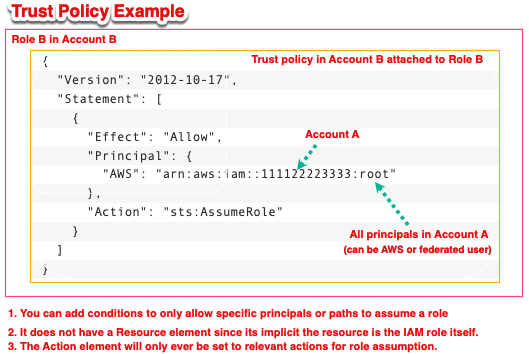 Trust Policy Example
Role B in Account B
{
Trust policy in Account B attached to Role B
"Version": "2012-10-17",
"Statement": [
{
"Effect": "Allow",
Account A
"Principal": {
"AWS": "arn:aws:iam::111122223333:root"
},
"Action": "sts:AssumeRole"
All principals in Account A
}
(can be AWS or federated user)
]
}
1. You can add conditions to only allow specific principals or paths to assume a role
2. It does not have a Resource element since its implicit the resource is the IAM role itself.
3. The Action element will only ever be set to relevant actions for role assumption.